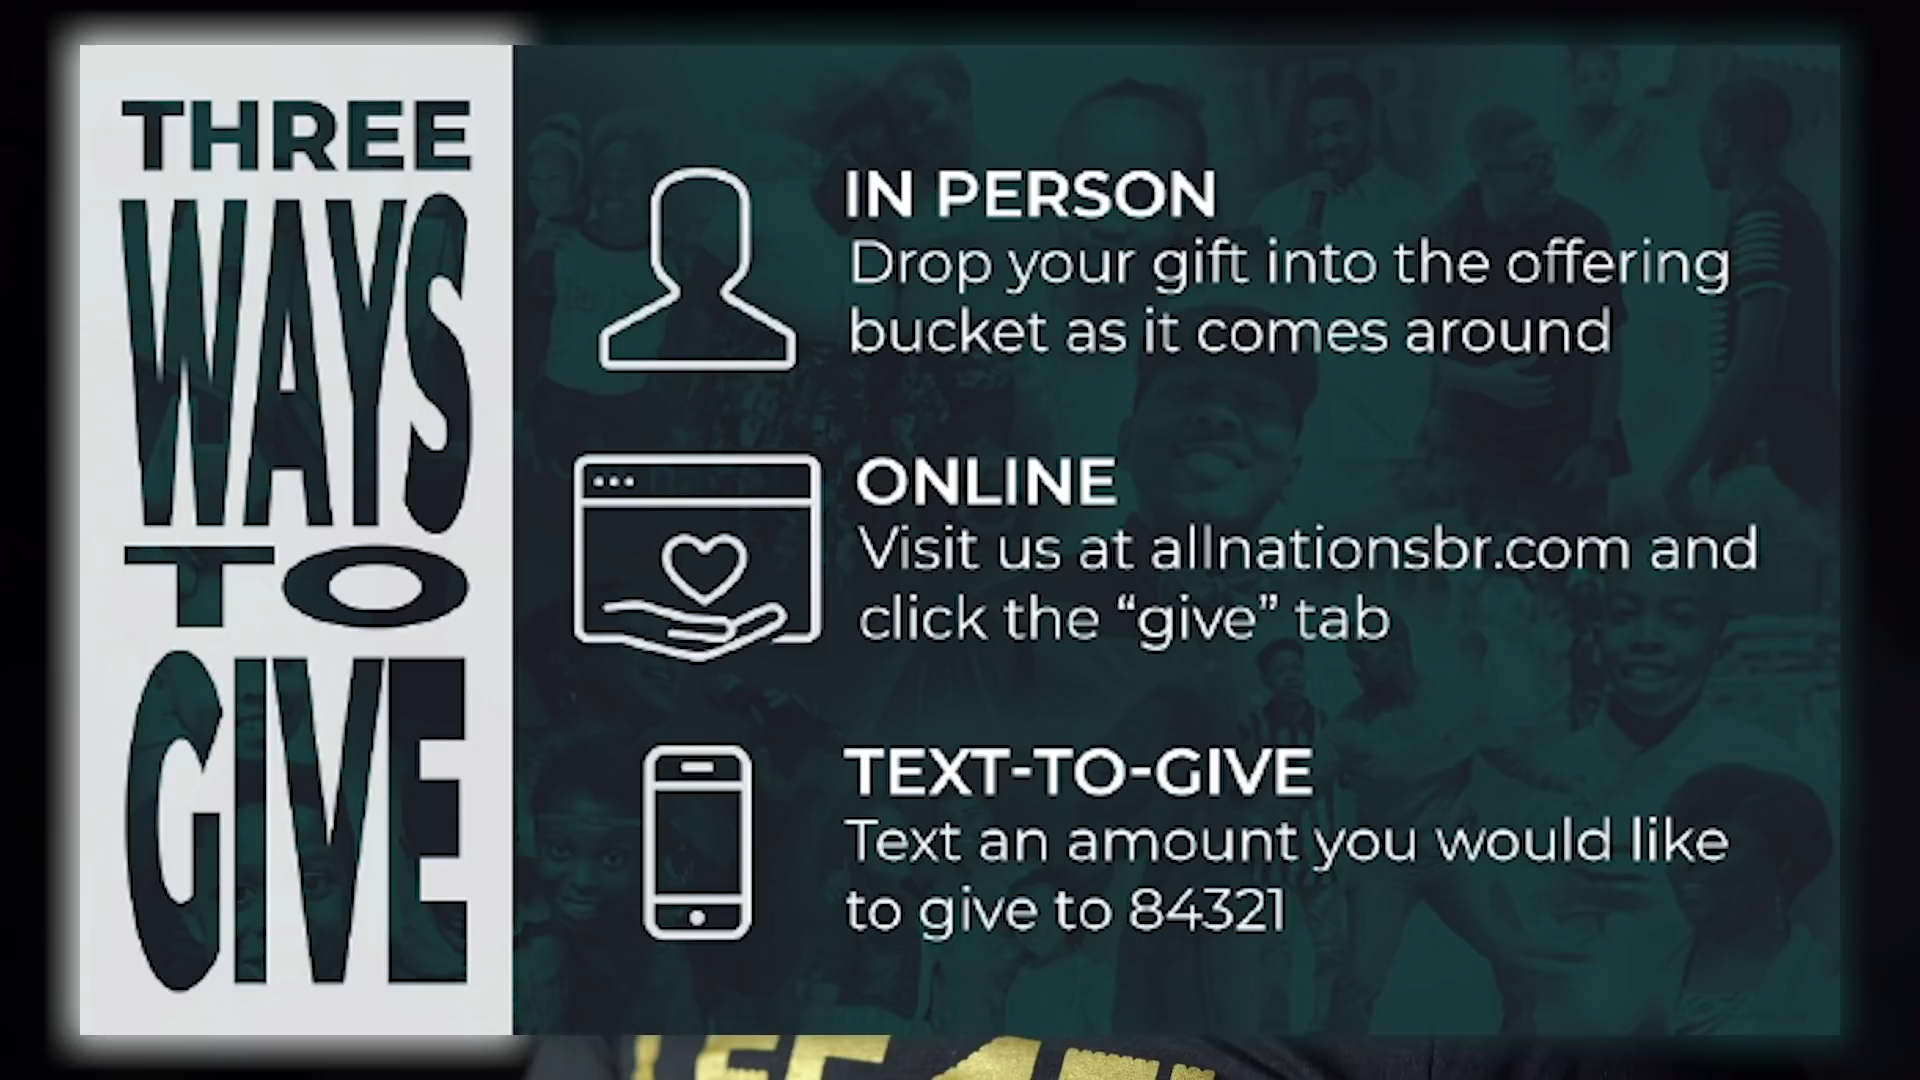 THREE
WAYS
TO
GIVE
IN PERSON
Drop your gift into the offering
bucket as it comes around
ONLINE
Visit us at allnationsbr.com and
click the “give” tab
TEXT-TO-GIVE
Text an amount you would like
to give to 84321